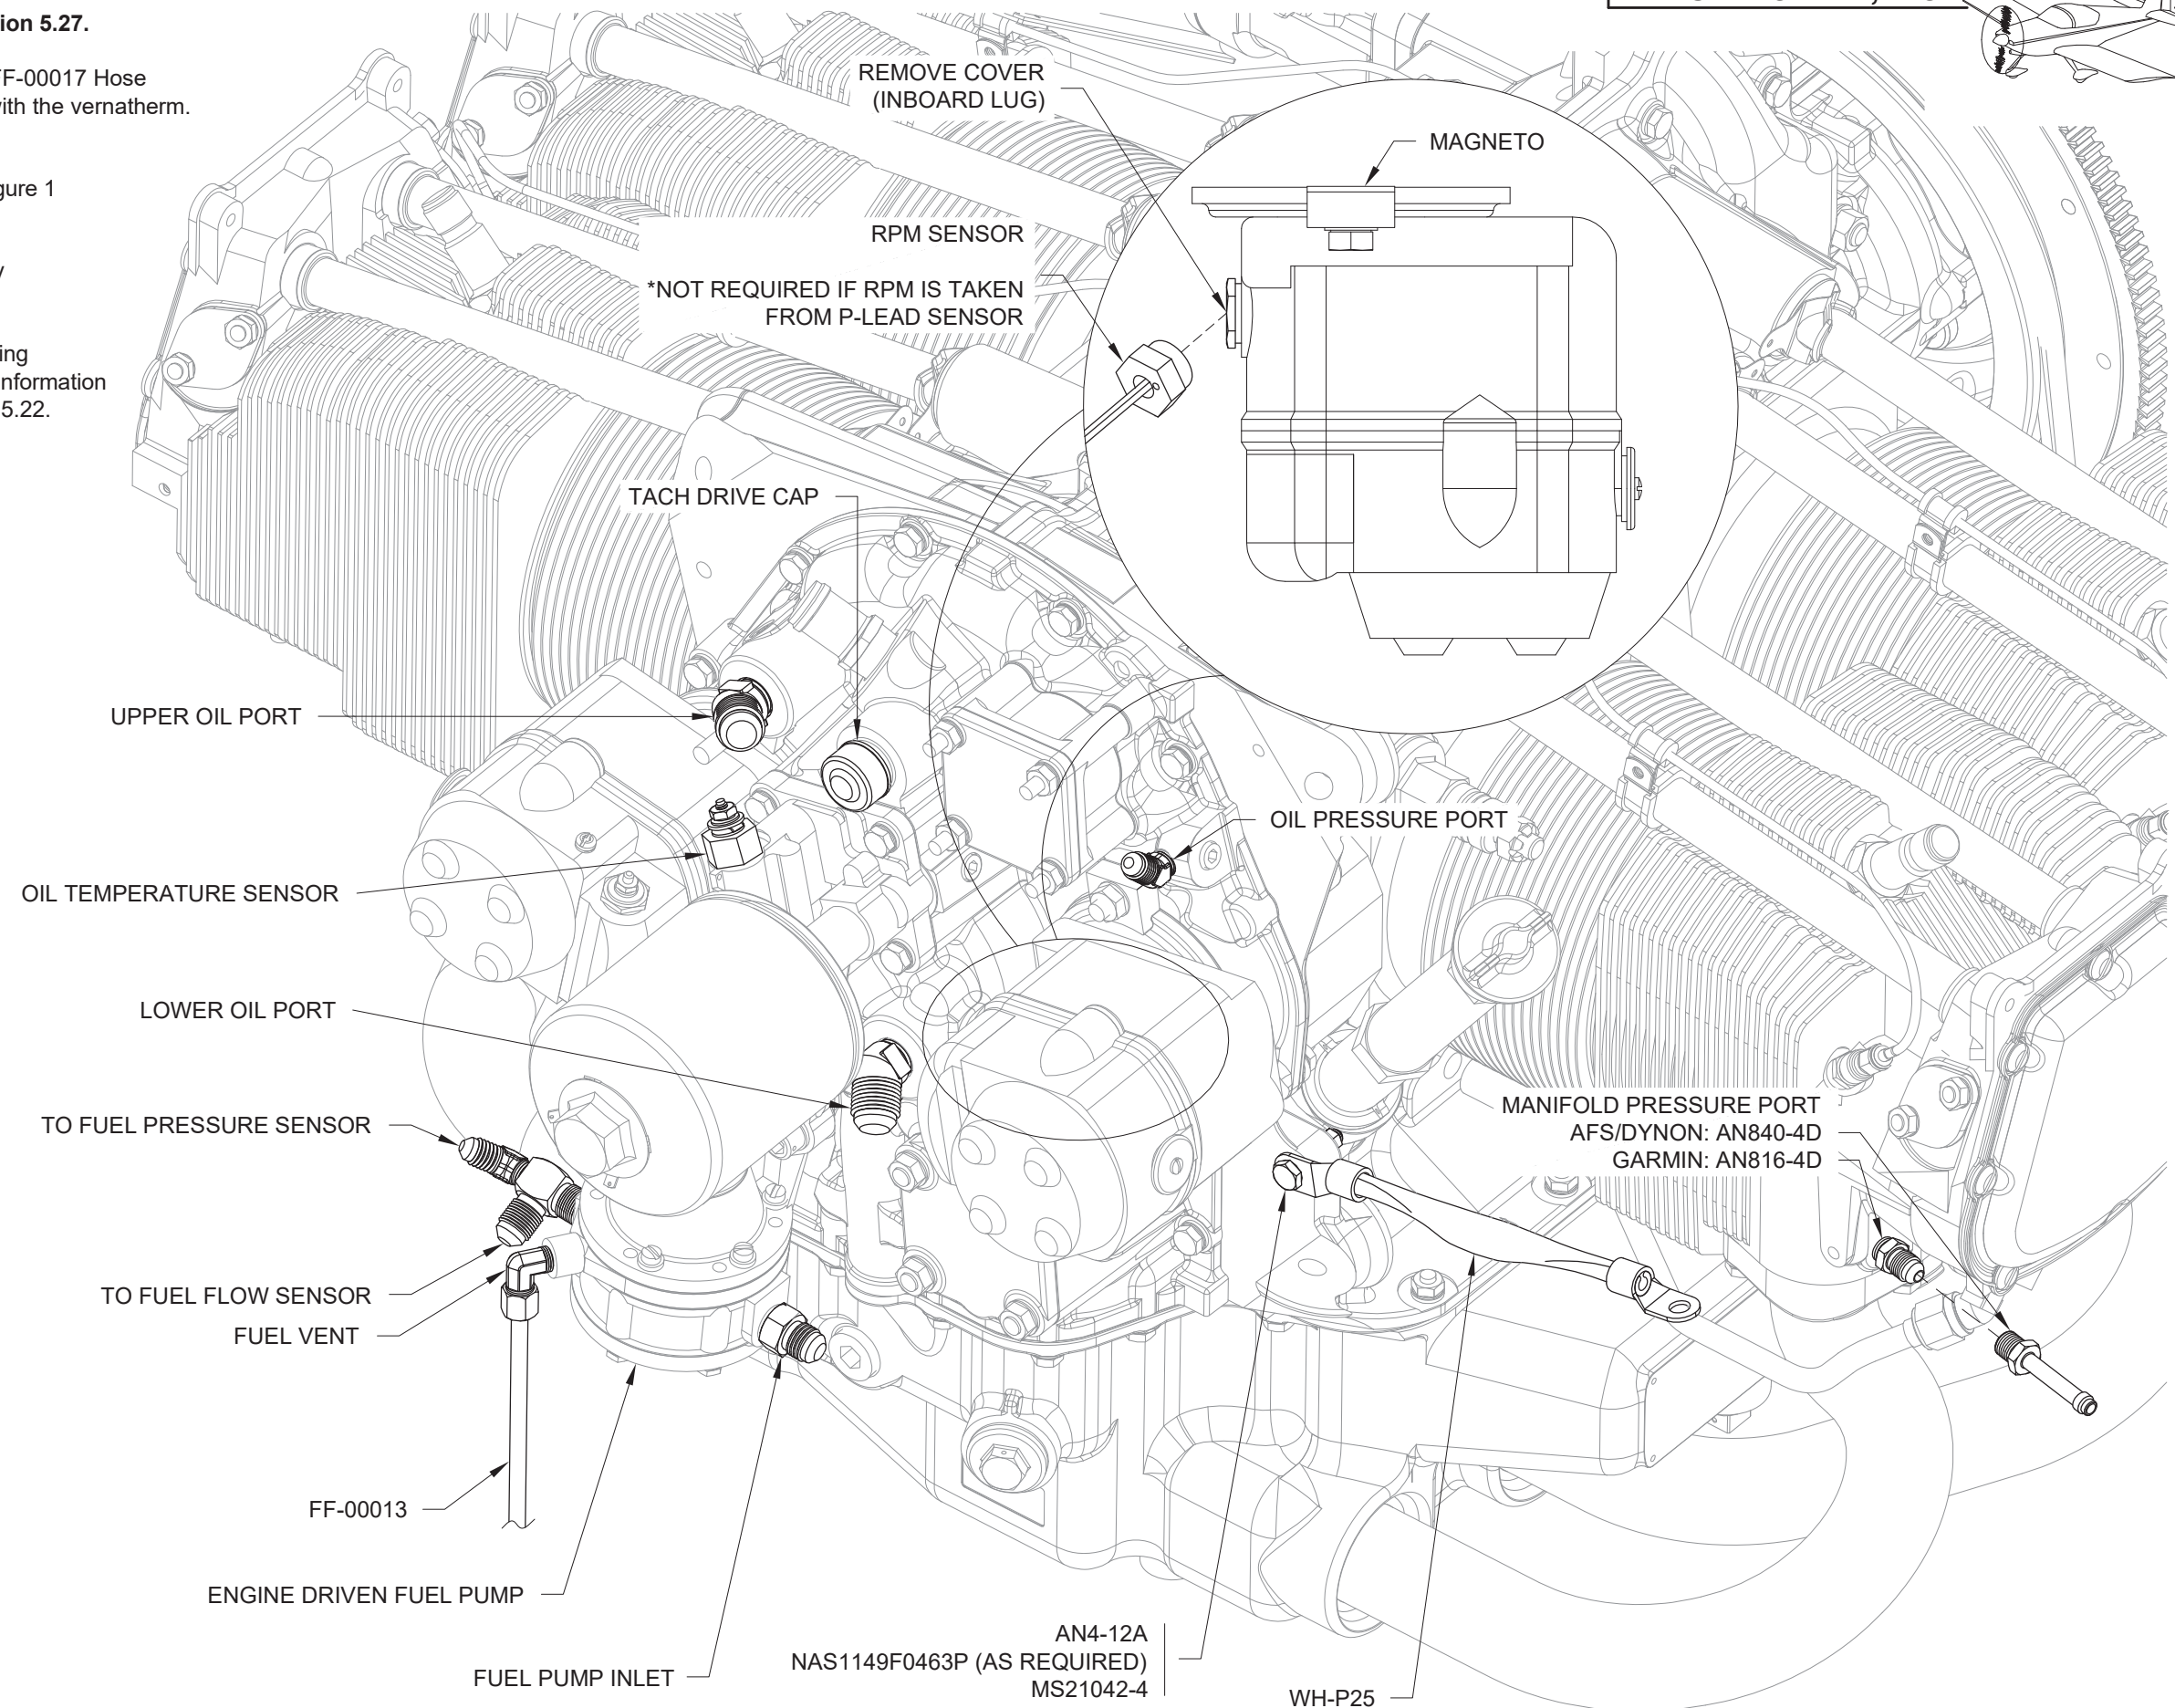 ion 5.27.
FF-00017 Hose
with the vernatherm.
gure 1
y
ing
information
5.22.
REMOVE COVER
(INBOARD LUG)
MAGNETO
RPM SENSOR
*NOT REQUIRED IF RPM IS TAKEN
FROM P-LEAD SENSOR
TACH DRIVE CAP
UPPER OIL PORT
OIL PRESSURE PORT
OIL TEMPERATURE SENSOR
LOWER OIL PORT
MANIFOLD PRESSURE PORT
AFS/DYNON: AN840-4D
GARMIN: AN816-4D
TO FUEL PRESSURE SENSOR
TO FUEL FLOW SENSOR
FUEL VENT
FF-00013
ENGINE DRIVEN FUEL PUMP
FUEL PUMP INLET
AN4-12A
NAS1149F0463P (AS REQUIRED)
MS21042-4
WH-P25